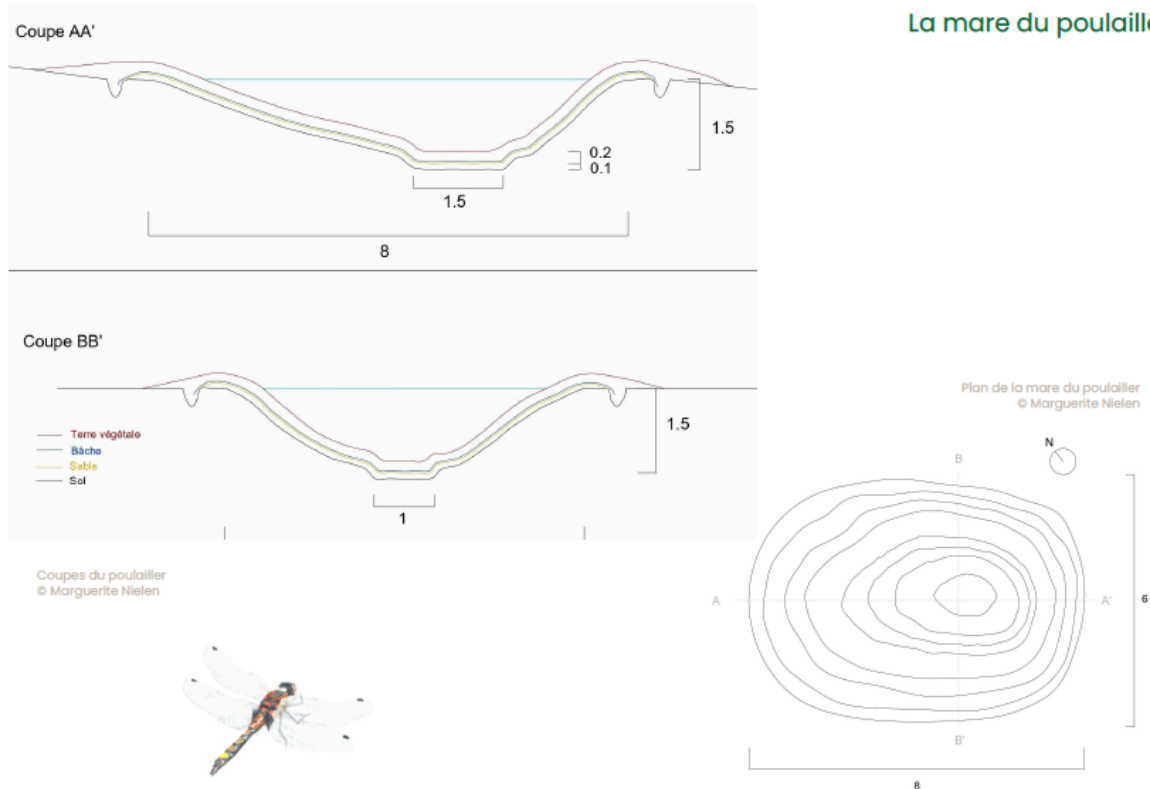 La mare du poulaille
Coupe AA'
1.5
0.2
0.1
1.5
8
Coupe BB'
1.5
Terre végétale
Bâche
Sable
Sol
1
Coupes du poulailler
© Marguerite Nielen
Plan de la mare du poulailler
© Marguerite Nielen
N
B
A
A'
6
B'
8